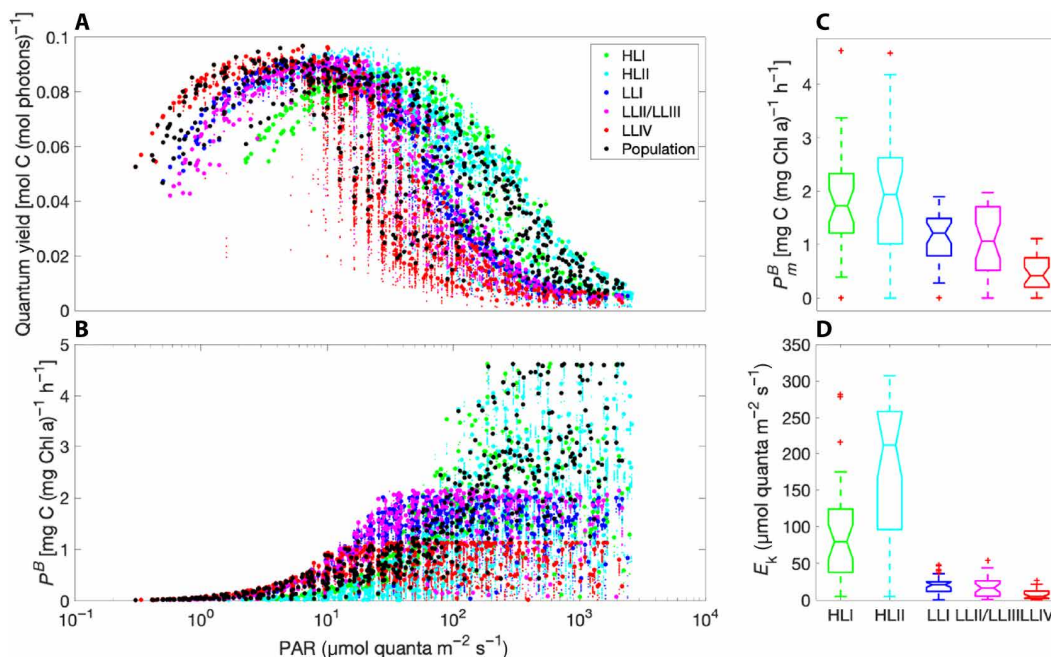 A
Quantum yield [mol C (mol photons)⁻¹
0.1
0.08
0.06
0.04
0.02
0
HLI
HLII
LLI
LLII/LLIII
LLIV
Population
B
Pᴮ[mg C (mg Chl a)⁻¹ h⁻¹]
5
4
3
2
1
0
10⁻¹
10⁰
10¹
10²
10³
10⁴
PAR (µmol quanta m⁻² s⁻¹)
C
Pᴮₘ [mg C (mg Chl a)⁻¹ h⁻¹]
4
3
2
1
0
D
Eₖ (µmol quanta m⁻² s⁻¹)
350
300
250
200
150
100
50
0
HLI HLII LLI LLII/LLIII LLIV